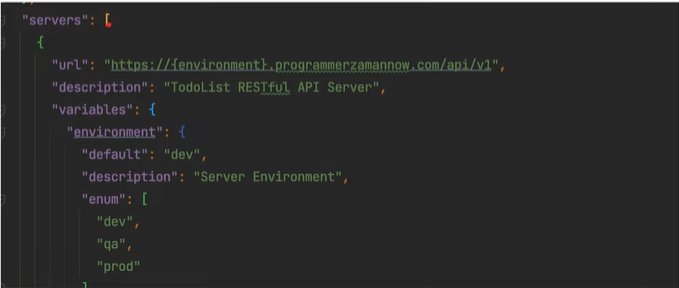 "servers": [
{
"url": "https://{environment}.programmerzamannow.com/api/v1",
"description": "TodoList RESTful API Server",
"variables": {
"environment": {
"default": "dev",
"description": "Server Environment",
"enum": [
"dev",
"qa",
"prod"
]